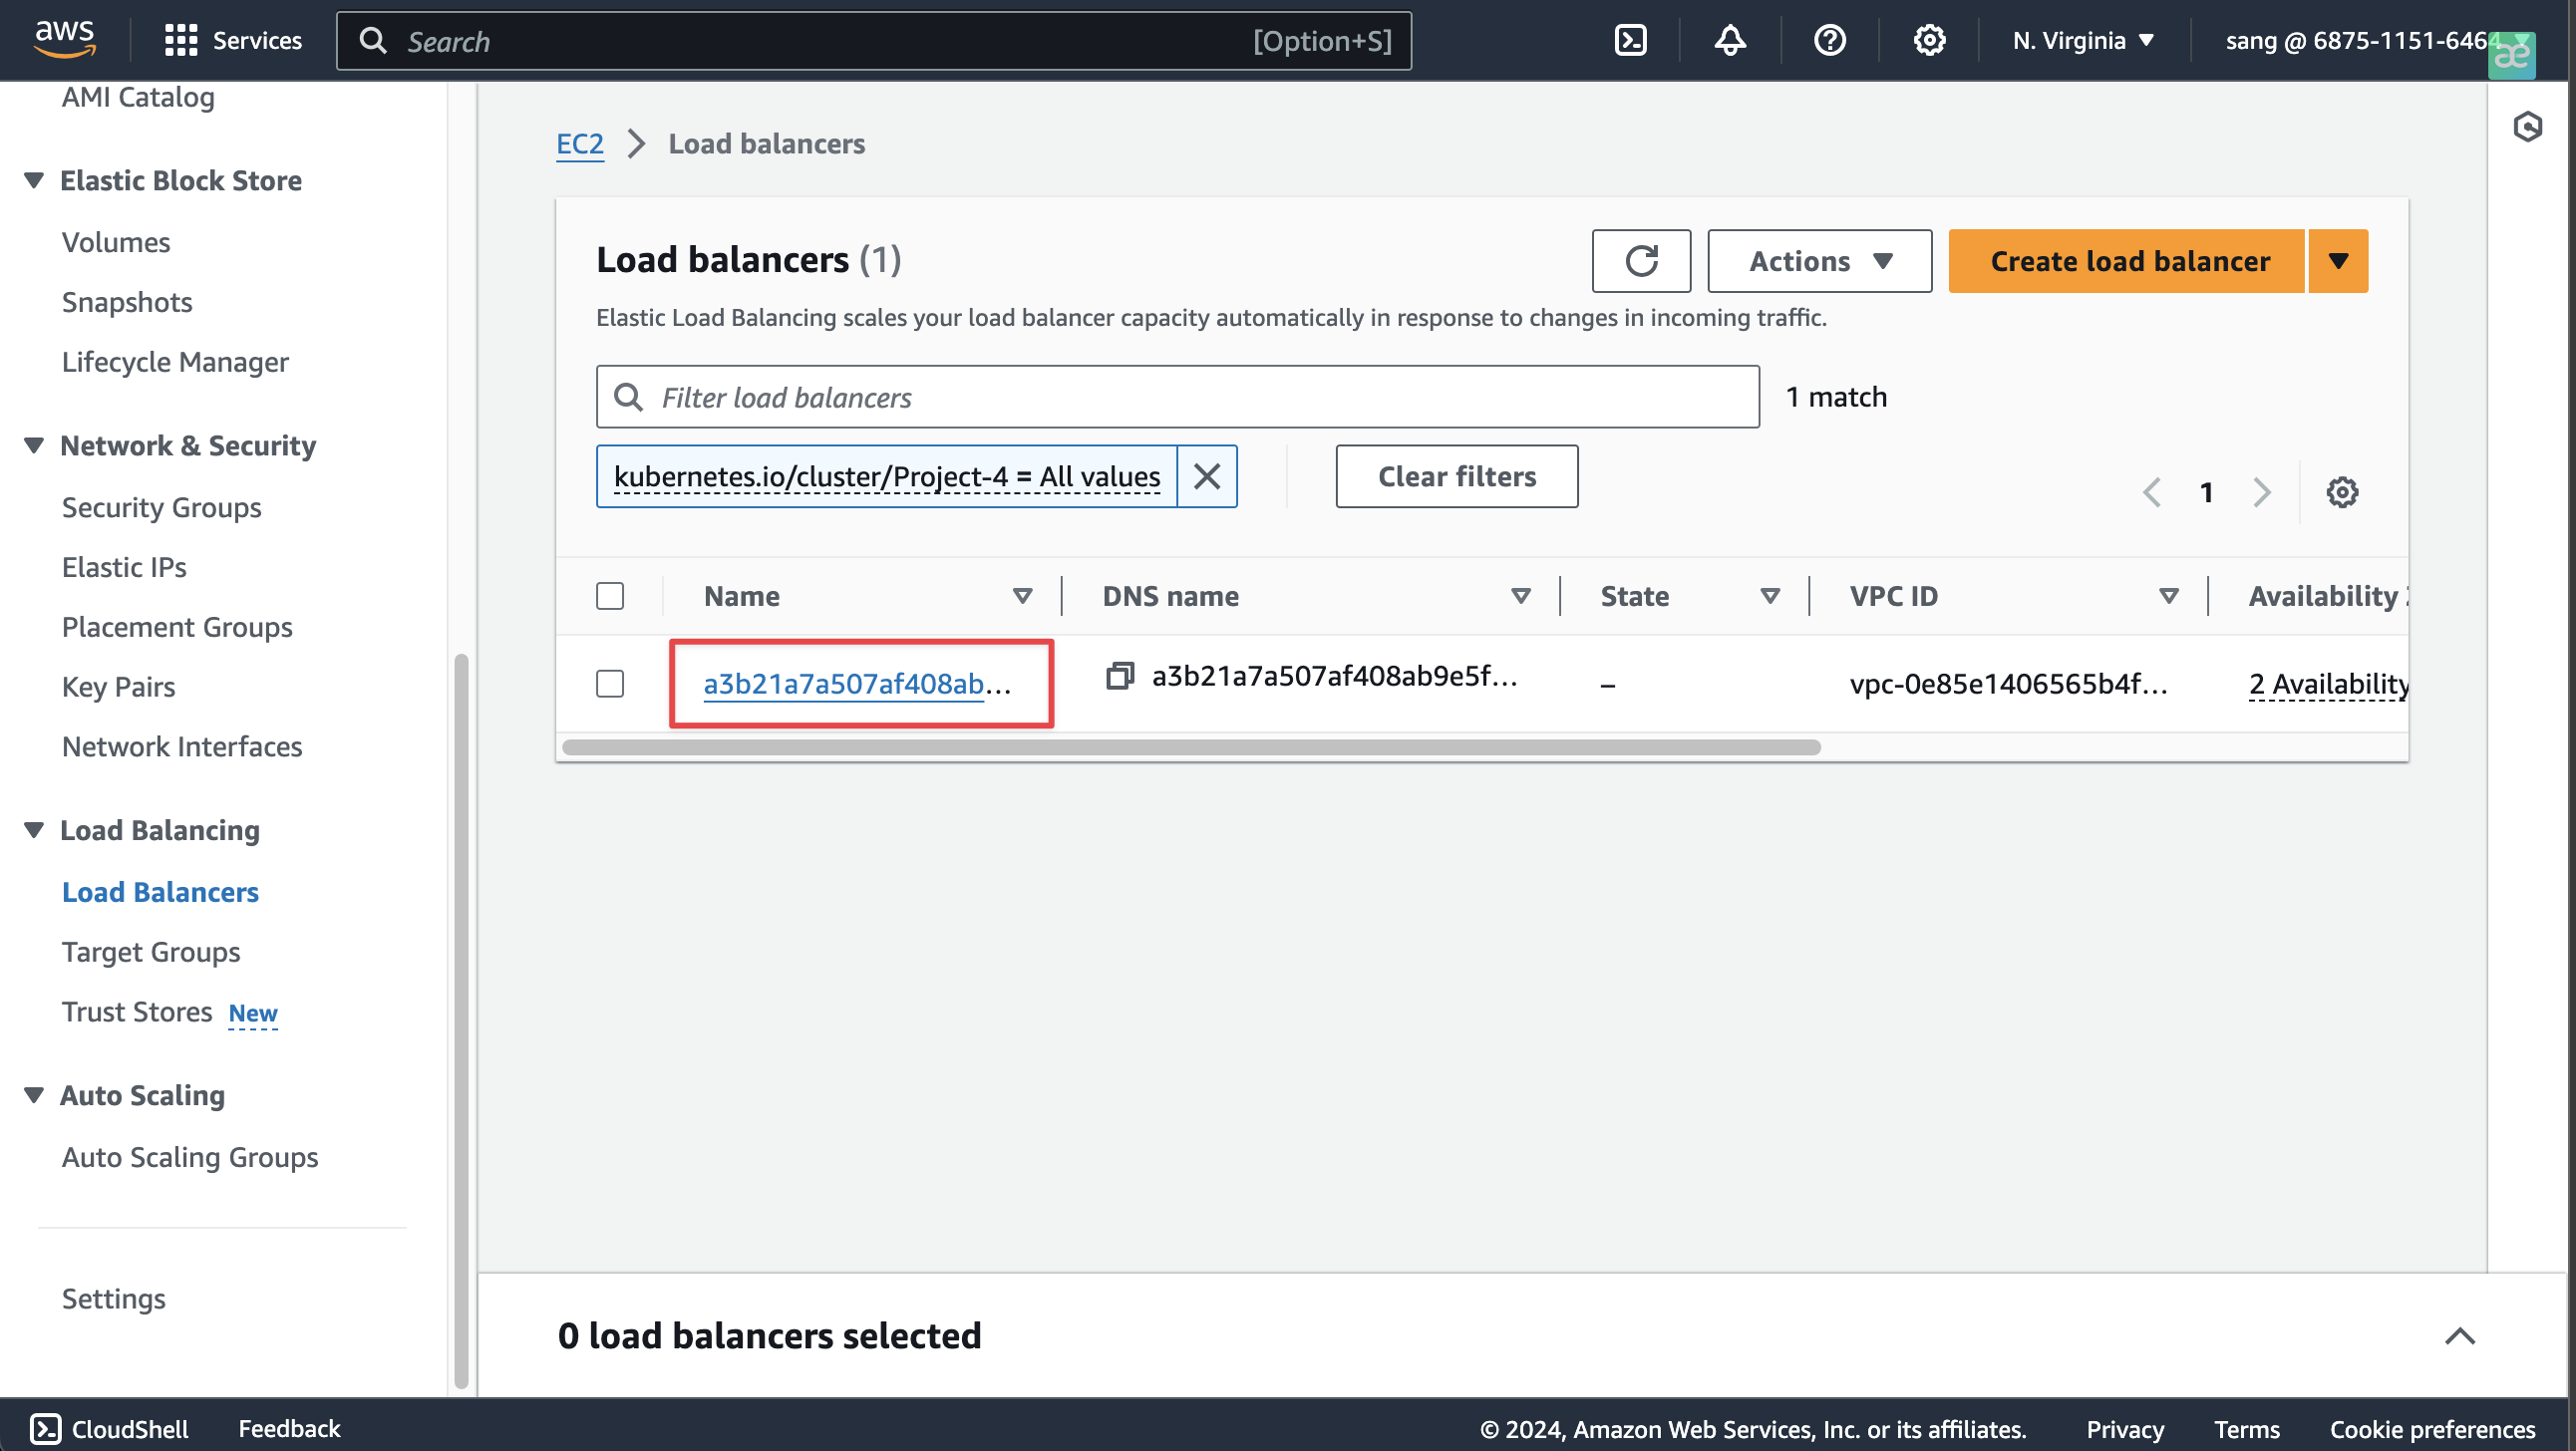 aws
Services
Search
[Option+S]
N. Virginia
sang @ 6875-1151-6464
æ
AMI Catalog
Elastic Block Store
Volumes
Snapshots
Lifecycle Manager
Network & Security
Security Groups
Elastic IPs
Placement Groups
Key Pairs
Network Interfaces
Load Balancing
Load Balancers
Target Groups
Trust Stores New
Auto Scaling
Auto Scaling Groups
Settings
EC2 > Load balancers
Load balancers (1)
Actions
Create load balancer
Elastic Load Balancing scales your load balancer capacity automatically in response to changes in incoming traffic.
Filter load balancers
1 match
kubernetes.io/cluster/Project-4 = All values
Clear filters
1
Name DNS name State VPC ID Availability
a3b21a7a507af408ab... a3b21a7a507af408ab9e5f... – vpc-0e85e1406565b4f... 2 Availability
0 load balancers selected
CloudShell Feedback © 2024, Amazon Web Services, Inc. or its affiliates. Privacy Terms Cookie preferences